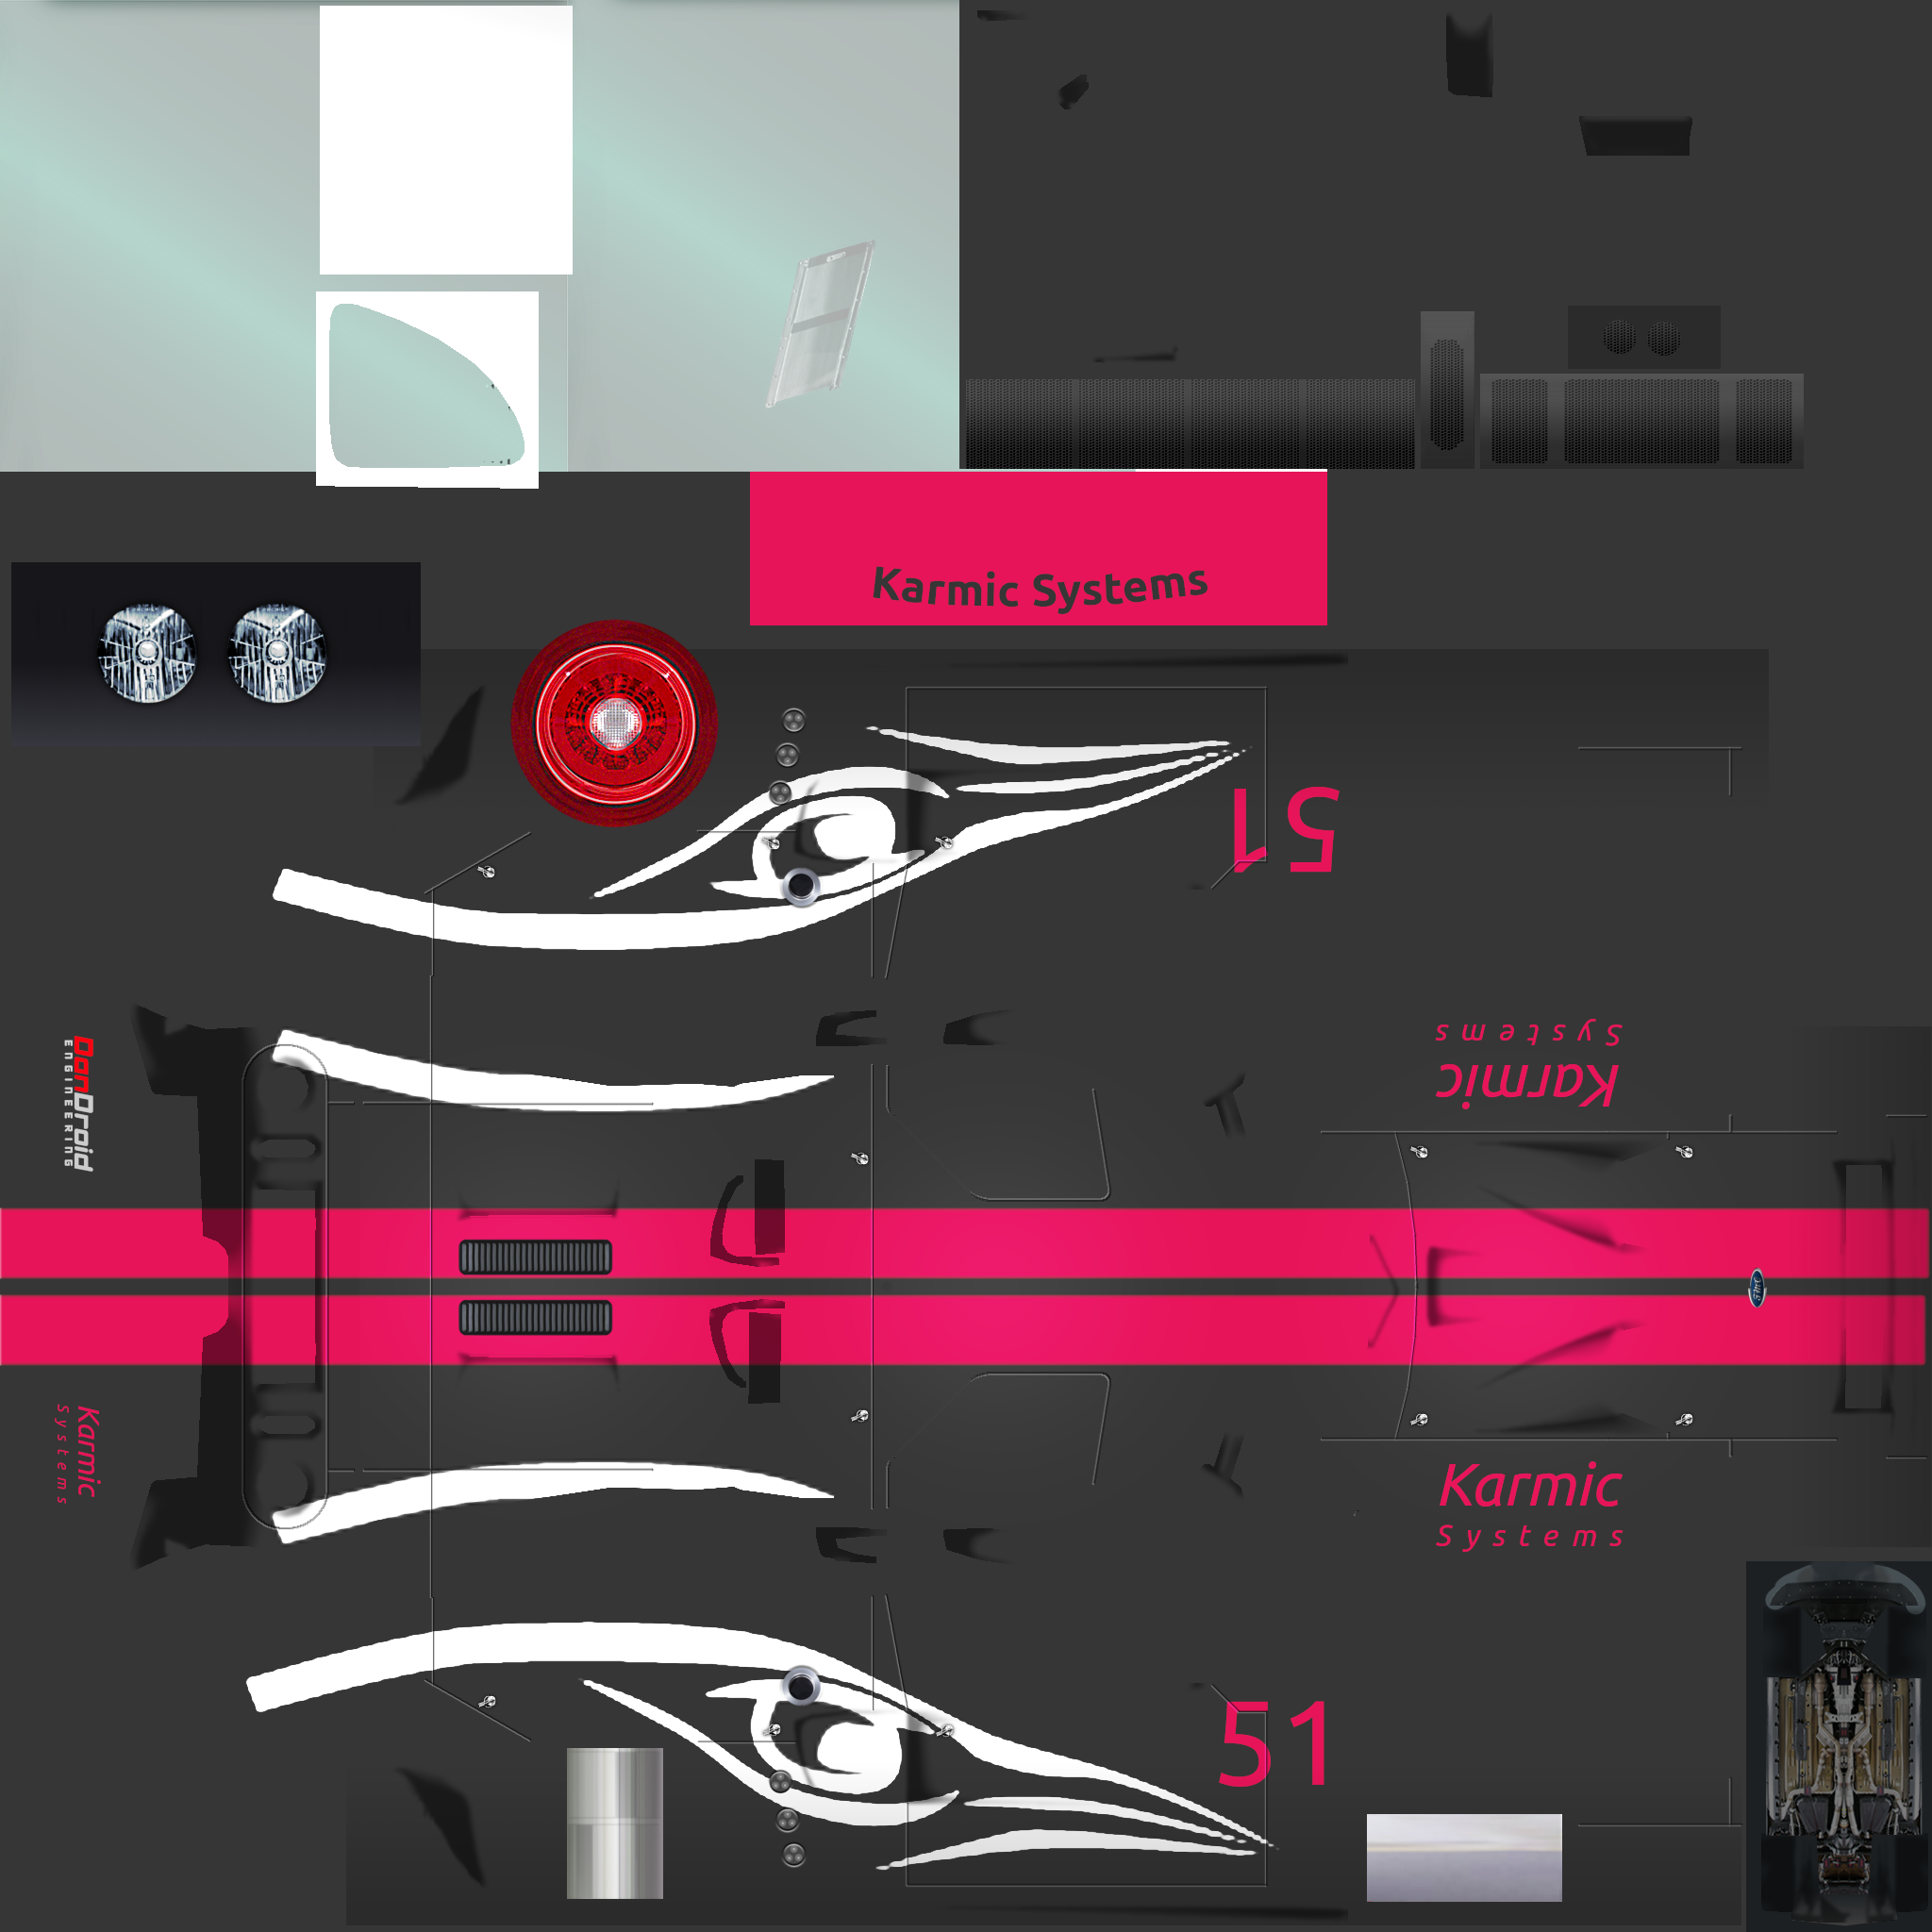 Karmic Systems
51
DanDroid
ENGINEERING
Karmic
Systems
Karmic
Systems
Karmic
Systems
51